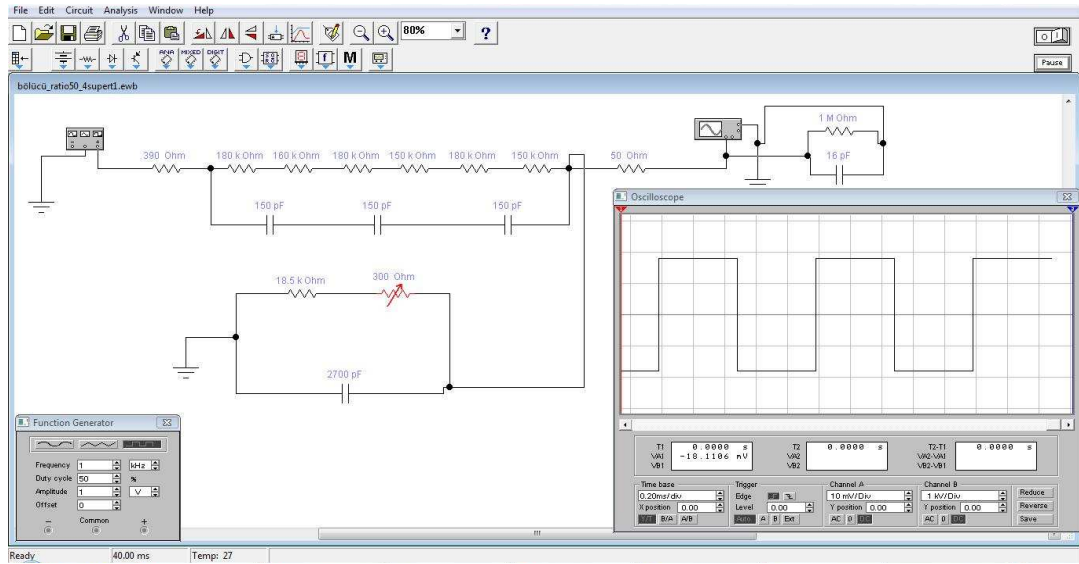 File Edit Circuit Analysis Window Help
80%
?
ANA MIXED DIGIT
M
Pause
bölücü_ratio50_4supert1.ewb
1 M Ohm
390 Ohm 180 k Ohm 160 k Ohm 180 k Ohm 150 k Ohm 180 k Ohm 150 k Ohm 50 Ohm
16 pF
150 pF 150 pF 150 pF
Oscilloscope
18.5 k Ohm 300 Ohm
2700 pF
Function Generator
Frequency 1 kHz
Duty cycle 50 %
Amplitude 1 V
Offset 0
- Common +
T1 0.0000 s T2 0.0000 s T2-T1 0.0000 s
VA1 -18.1106 mV VA2 VA2-VA1
VB1 VB2 VB2-VB1
Time base Trigger Channel A Channel B
0.20ms/div Edge 10 mV/Div 1 kV/Div Reduce
X position 0.00 Level 0.00 Y position 0.00 Y position 0.00 Reverse
Y/T B/A A/B Auto A B Ext AC 0 DC AC 0 DC Save
Ready 40.00 ms Temp: 27